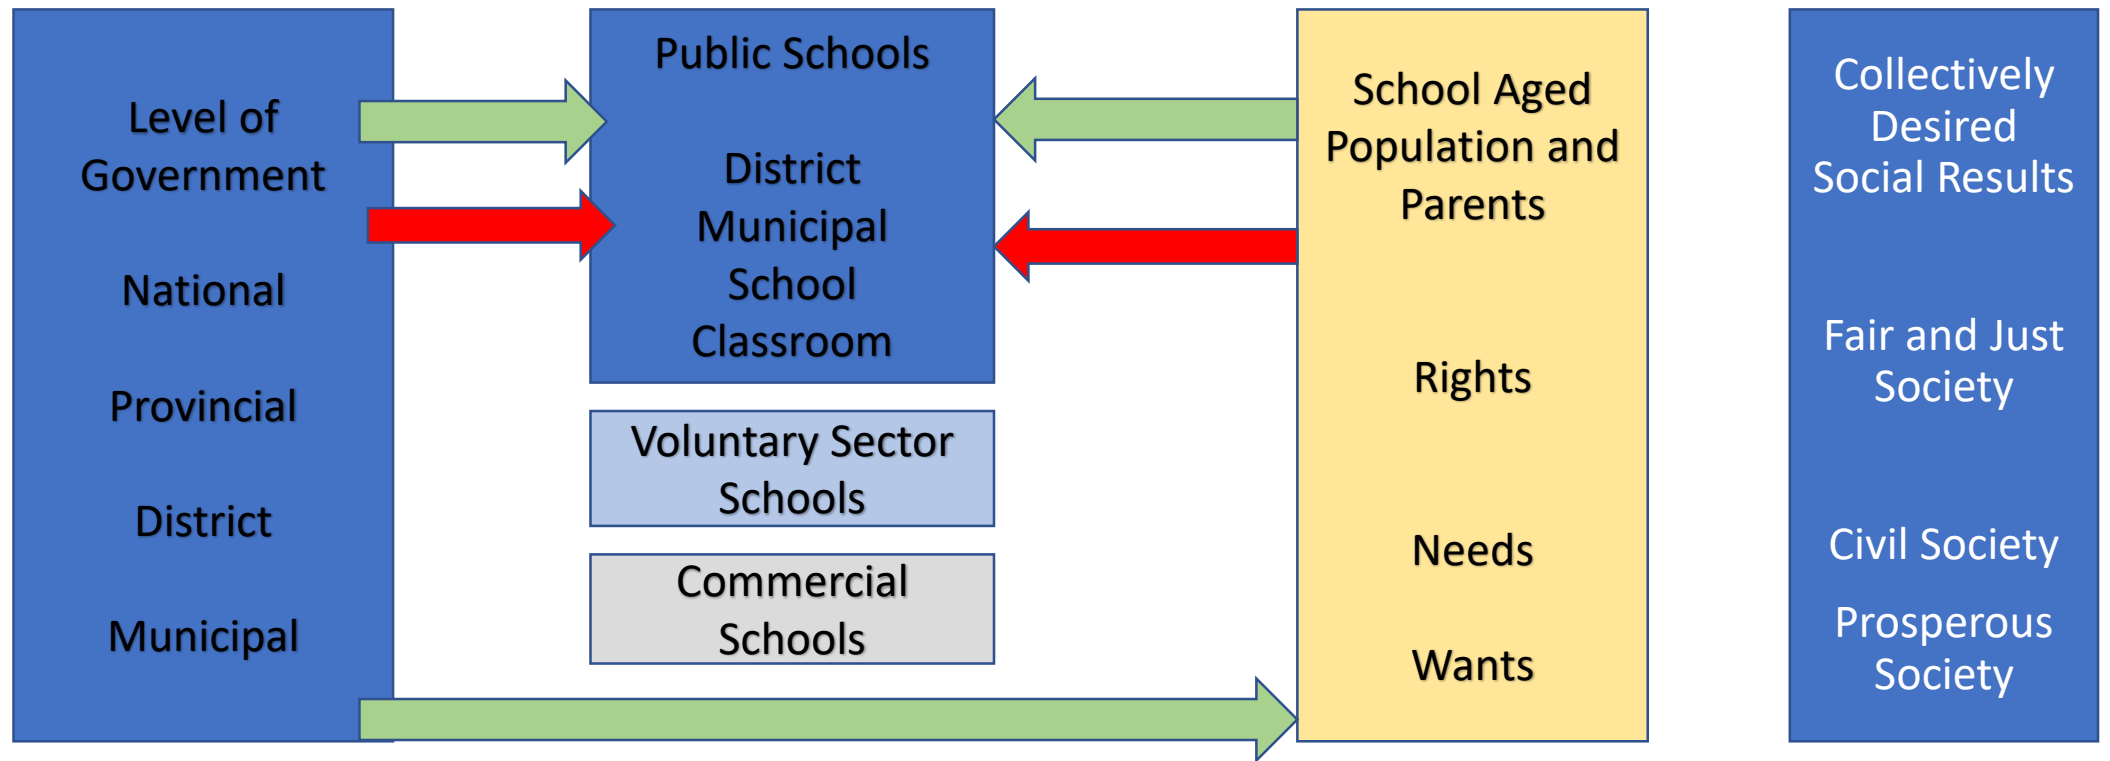 Level of
Government
National
Provincial
District
Municipal
Public Schools
District
Municipal
School
Classroom
Voluntary Sector
Schools
Commercial
Schools
School Aged
Population and
Parents
Rights
Needs
Wants
Collectively
Desired
Social Results
Fair and Just
Society
Civil Society
Prosperous
Society